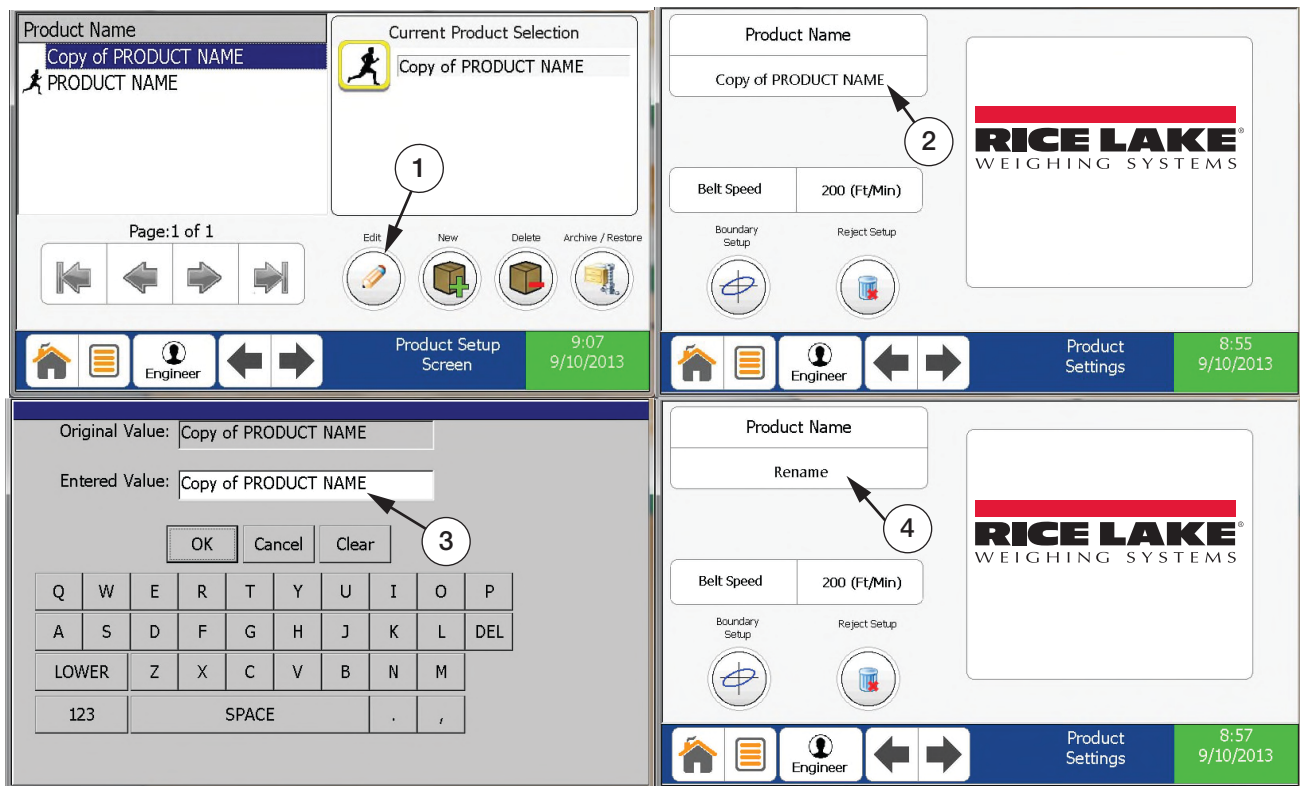 Product Name
Copy of PRODUCT NAME
PRODUCT NAME
Current Product Selection
Copy of PRODUCT NAME
1
Page:1 of 1
Edit
New
Delete
Archive / Restore
Engineer
Product Setup
Screen
9:07
9/10/2013
Product Name
Copy of PRODUCT NAME
2
RICE LAKE®
WEIGHING SYSTEMS
Belt Speed
200 (Ft/Min)
Boundary
Setup
Reject Setup
Engineer
Product
Settings
8:55
9/10/2013
Original Value: Copy of PRODUCT NAME
Entered Value: Copy of PRODUCT NAME
3
OK Cancel Clear
Q W E R T Y U I O P
A S D F G H J K L DEL
LOWER Z X C V B N M
123 SPACE . ,
Product Name
Rename
4
RICE LAKE®
WEIGHING SYSTEMS
Belt Speed
200 (Ft/Min)
Boundary
Setup
Reject Setup
Engineer
Product
Settings
8:57
9/10/2013